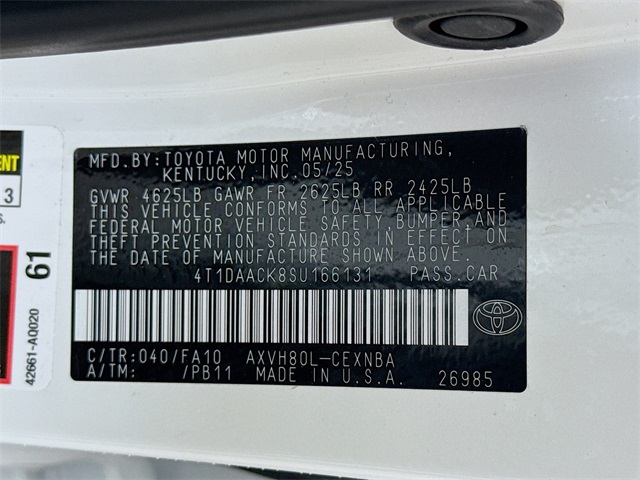 MFD.BY:TOYOTA MOTOR MANUFACTURING,
KENTUCKY,INC.05/25
GVWR 4625LB GAWR FR 2625LB RR 2425LB
THIS VEHICLE CONFORMS TO ALL APPLICABLE
FEDERAL MOTOR VEHICLE SAFETY,BUMPER,AND
THEFT PREVENTION STANDARDS IN EFFECT ON
THE DATE OF MANUFACTURE SHOWN ABOVE.
4T1DAACK8SU166131 PASS.CAR
C/TR:040/FA10 AXVH80L-CEXNBA
A/TM: /PB11 MADE IN U.S.A. 26985
3
61
42661-A0020